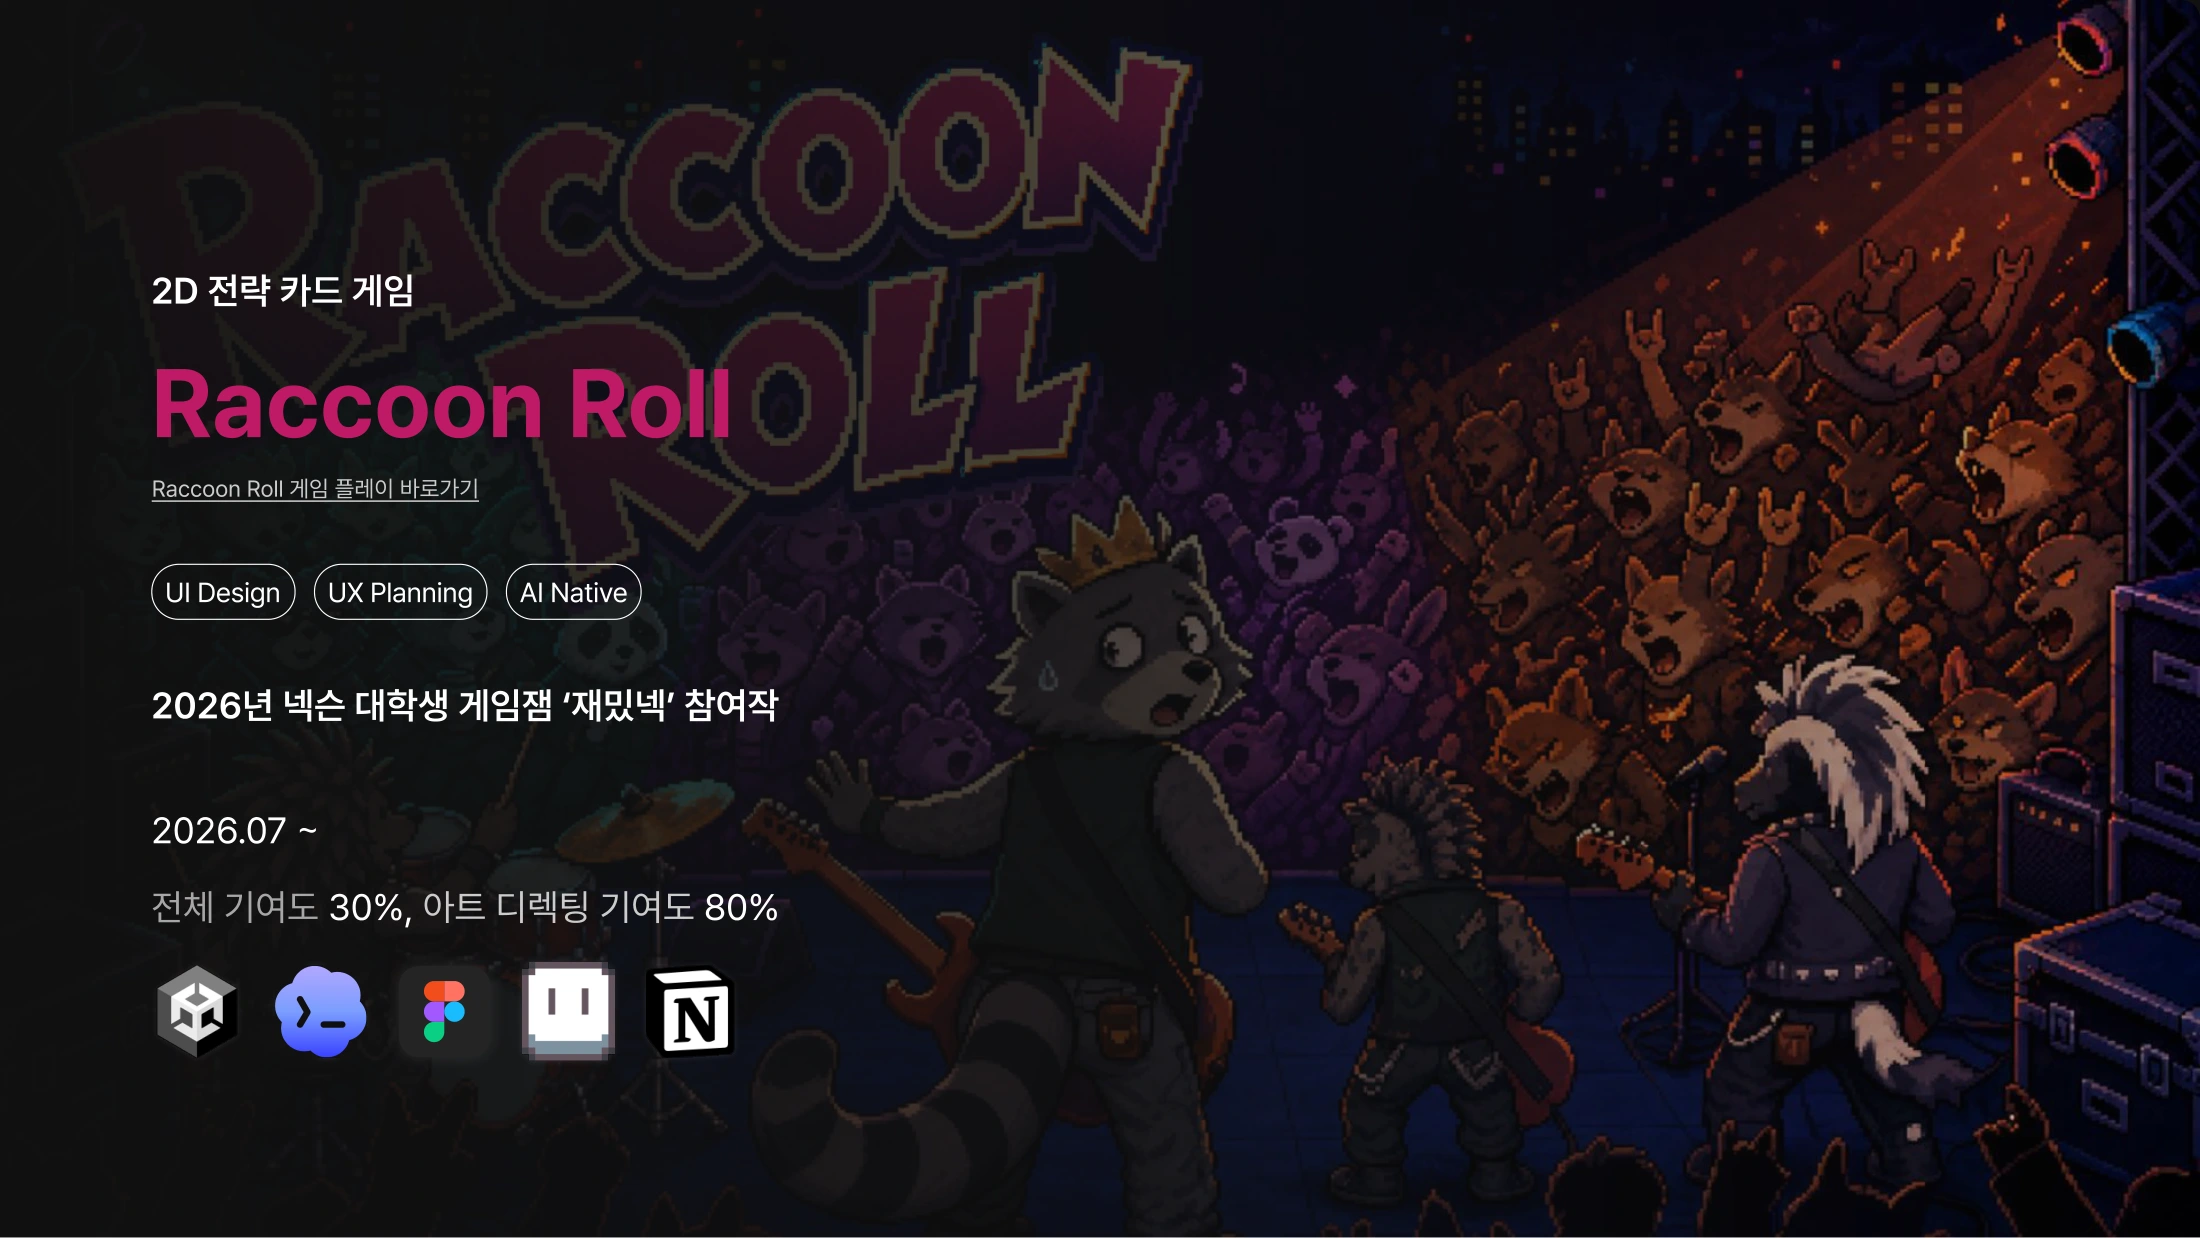 RACCOON
ROLL
2D 전략 카드 게임
Raccoon Roll
Raccoon Roll 게임 플레이 바로가기
UI Design
UX Planning
AI Native
2026년 넥슨 대학생 게임잼 ‘재밌넥’ 참여작
2026.07 ~
전체 기여도 30%, 아트 디렉팅 기여도 80%
N